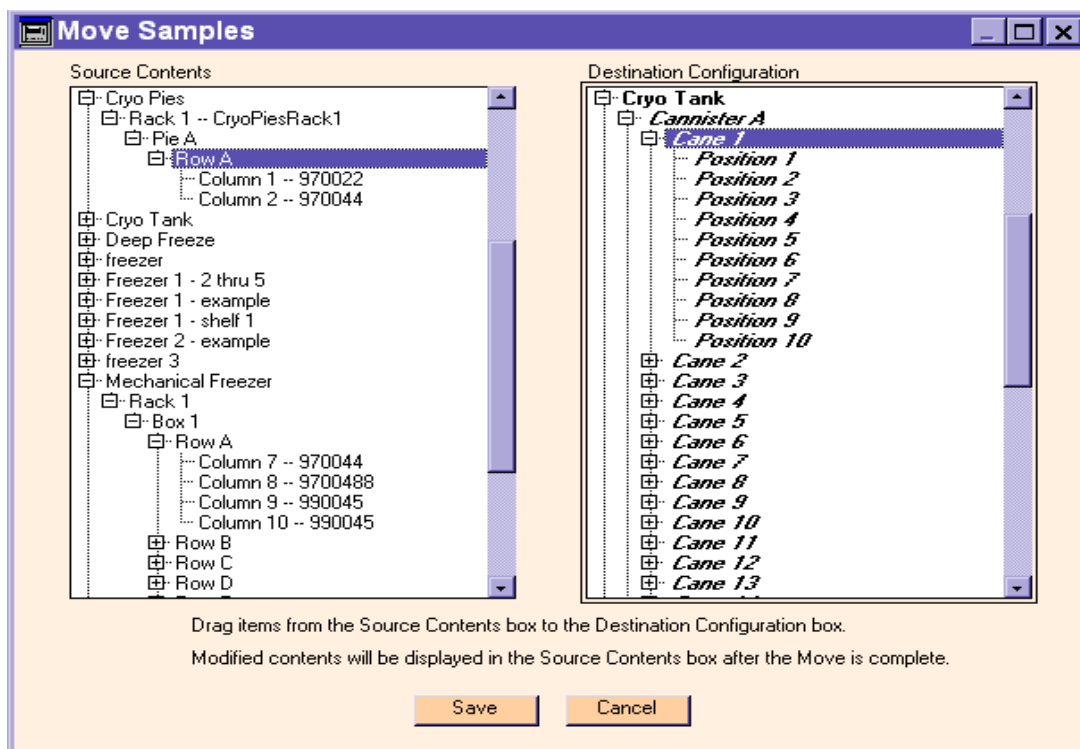 Move Samples
Source Contents
Cryo Pies
Rack 1 -- CryoPiesRack1
Pie A
Row A
Column 1 -- 970022
Column 2 -- 970044
Cryo Tank
Deep Freeze
freezer
Freezer 1 - 2 thru 5
Freezer 1 - example
Freezer 1 - shelf 1
Freezer 2 - example
freezer 3
Mechanical Freezer
Rack 1
Box 1
Row A
Column 7 -- 970044
Column 8 -- 9700488
Column 9 -- 990045
Column 10 -- 990045
Row B
Row C
Row D
Destination Configuration
Cryo Tank
Cannister A
Cane 1
Position 1
Position 2
Position 3
Position 4
Position 5
Position 6
Position 7
Position 8
Position 9
Position 10
Cane 2
Cane 3
Cane 4
Cane 5
Cane 6
Cane 7
Cane 8
Cane 9
Cane 10
Cane 11
Cane 12
Cane 13
Drag items from the Source Contents box to the Destination Configuration box.
Modified contents will be displayed in the Source Contents box after the Move is complete.
Save
Cancel